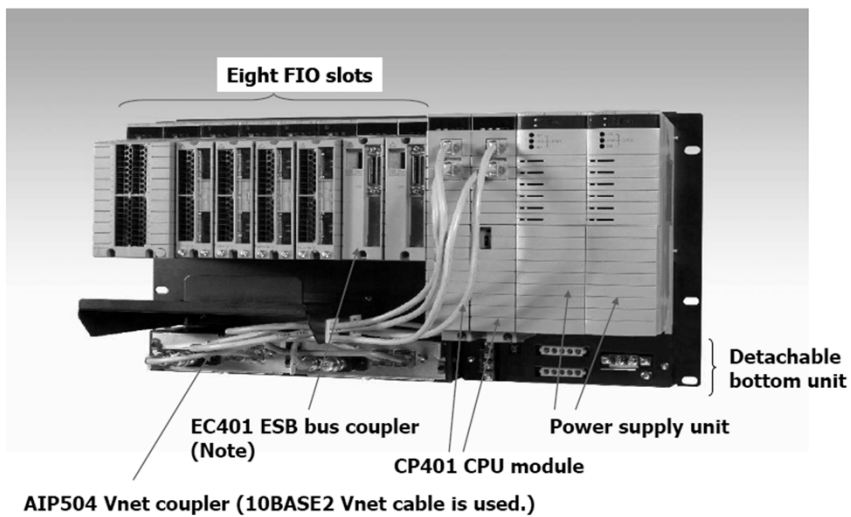 Eight FIO slots
Detachable
bottom unit
EC401 ESB bus coupler
(Note)
Power supply unit
CP401 CPU module
AIP504 Vnet coupler (10BASE2 Vnet cable is used.)